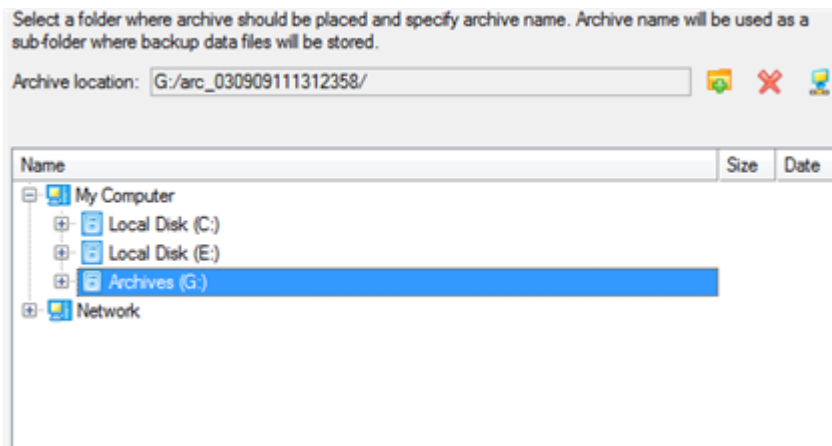 Select a folder where archive should be placed and specify archive name. Archive name will be used as a
sub-folder where backup data files will be stored.
Archive location: G:/arc_030909111312358/
Name Size Date
My Computer
Local Disk (C:)
Local Disk (E:)
Archives (G:)
Network